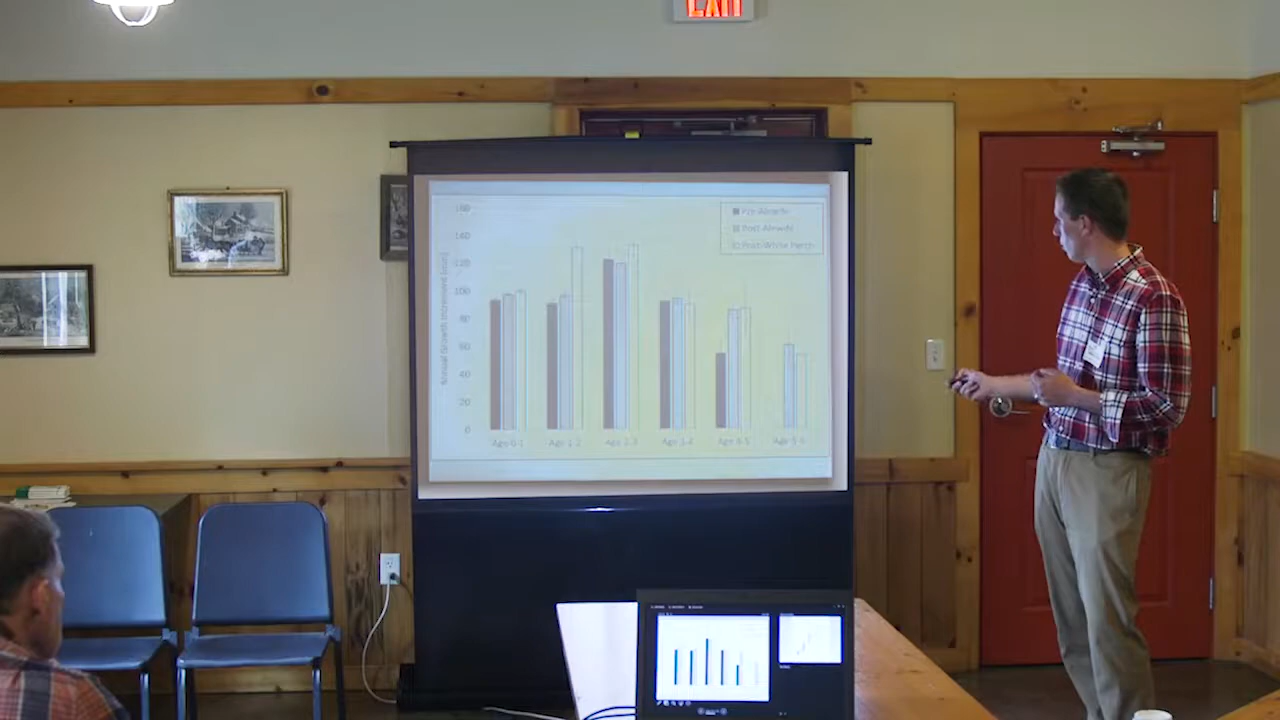 EXIT
160
Pre-Alewife
140
Post-Alewife
Post-White Perch
120
100
80
60
40
20
0
Annual Growth Increment (mm)
Age 0-1 Age 1-2 Age 2-3 Age 3-4 Age 4-5 Age 5-6